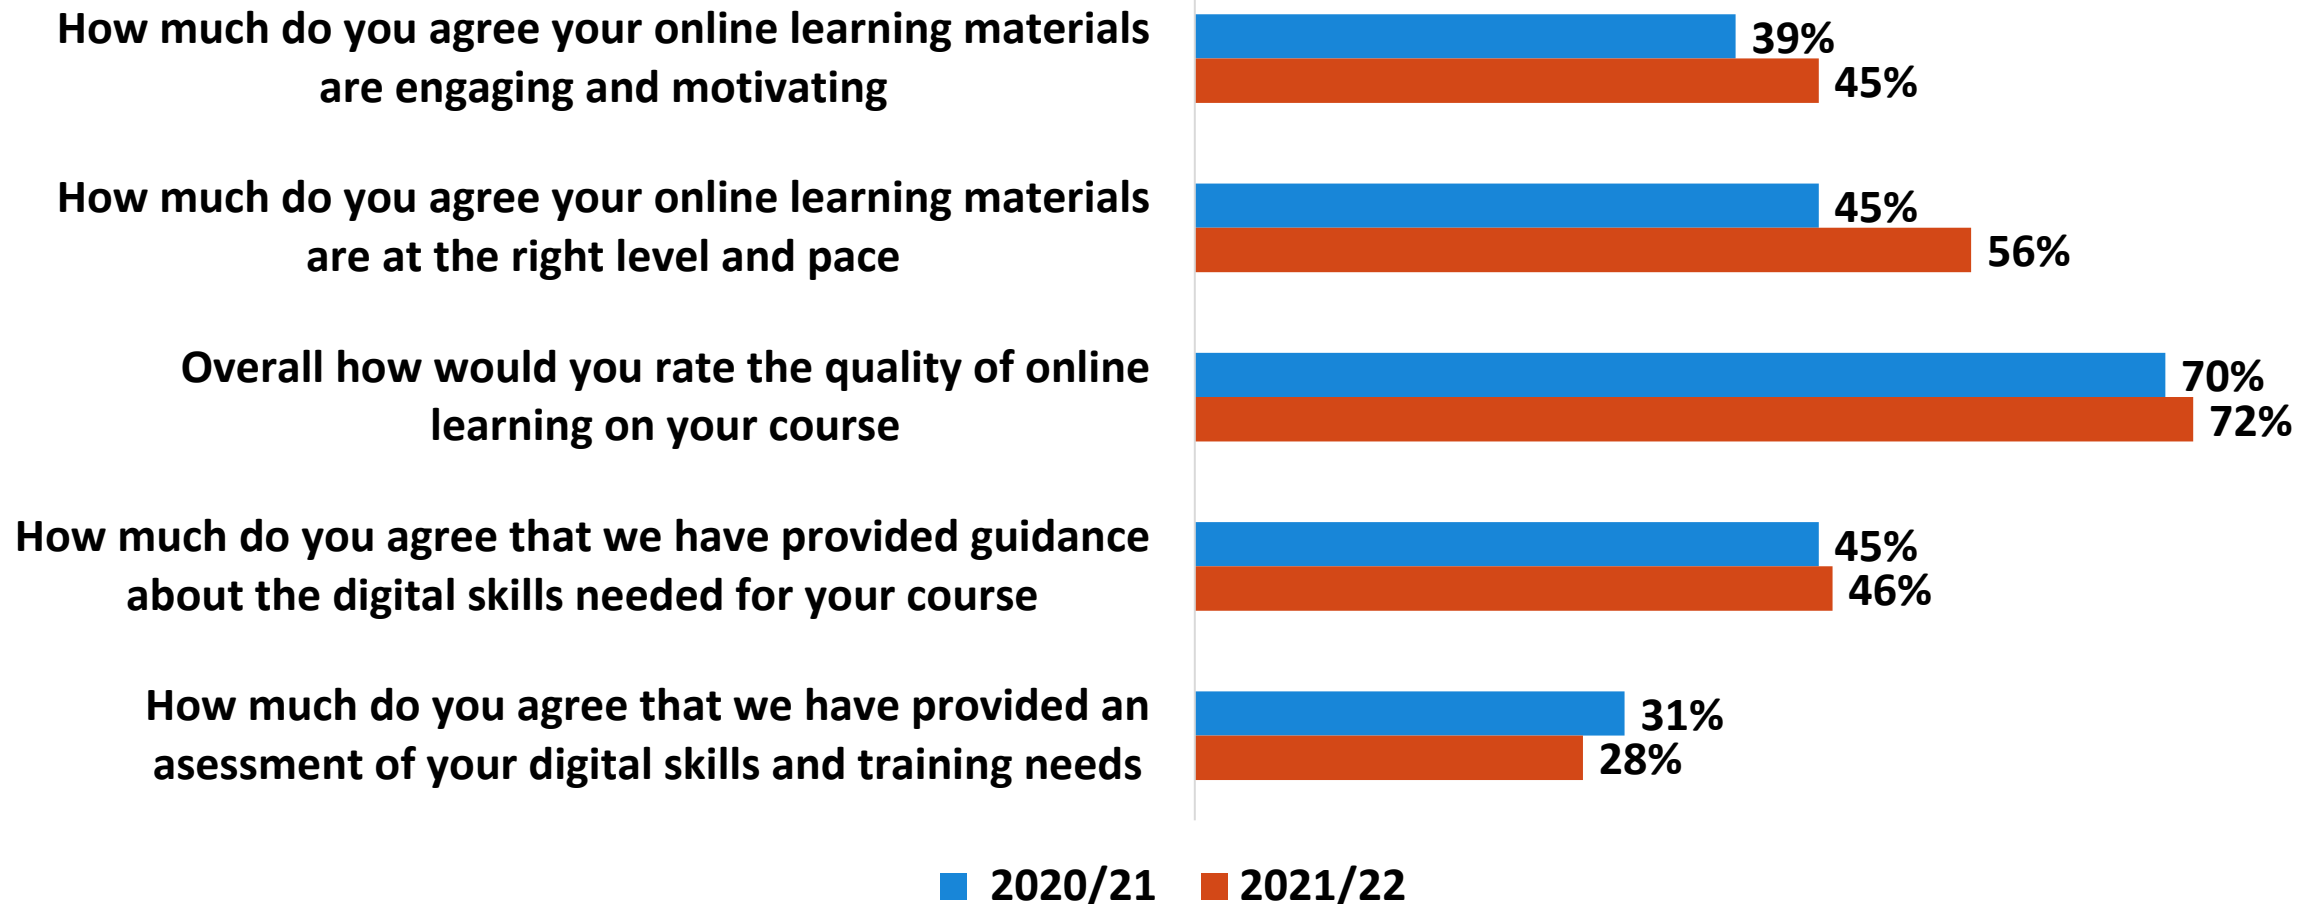 How much do you agree your online learning materials
are engaging and motivating
39%
45%
How much do you agree your online learning materials
are at the right level and pace
45%
56%
Overall how would you rate the quality of online
learning on your course
70%
72%
How much do you agree that we have provided guidance
about the digital skills needed for your course
45%
46%
How much do you agree that we have provided an
asessment of your digital skills and training needs
31%
28%
2020/21 2021/22